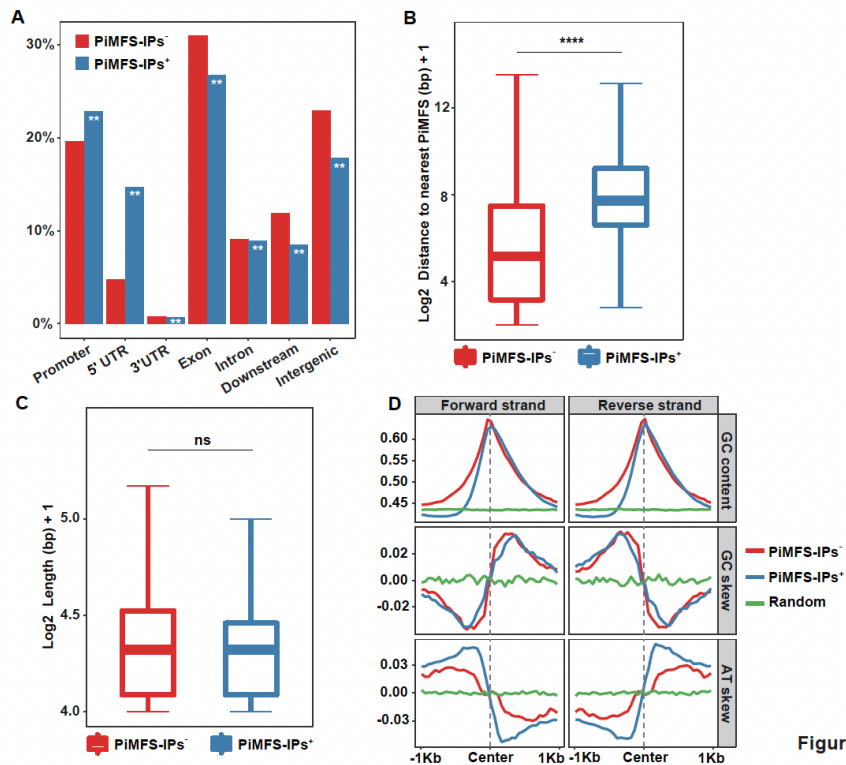 A
PiMFS-IPs⁻
PiMFS-IPs⁺
30%
20%
10%
0%
**
**
**
**
**
**
**
Promoter
5' UTR
3'UTR
Exon
Intron
Downstream
Intergenic
B
Log2 Distance to nearest PiMFS (bp) + 1
****
12
8
4
PiMFS-IPs⁻
PiMFS-IPs⁺
C
Log2 Length (bp) + 1
ns
5.0
4.5
4.0
PiMFS-IPs⁻
PiMFS-IPs⁺
D
Forward strand
Reverse strand
0.60
0.55
0.50
0.45
GC content
0.02
0.00
-0.02
GC skew
0.03
0.00
-0.03
AT skew
-1Kb
Center
1Kb
-1Kb
Center
1Kb
PiMFS-IPs⁻
PiMFS-IPs⁺
Random
Figur